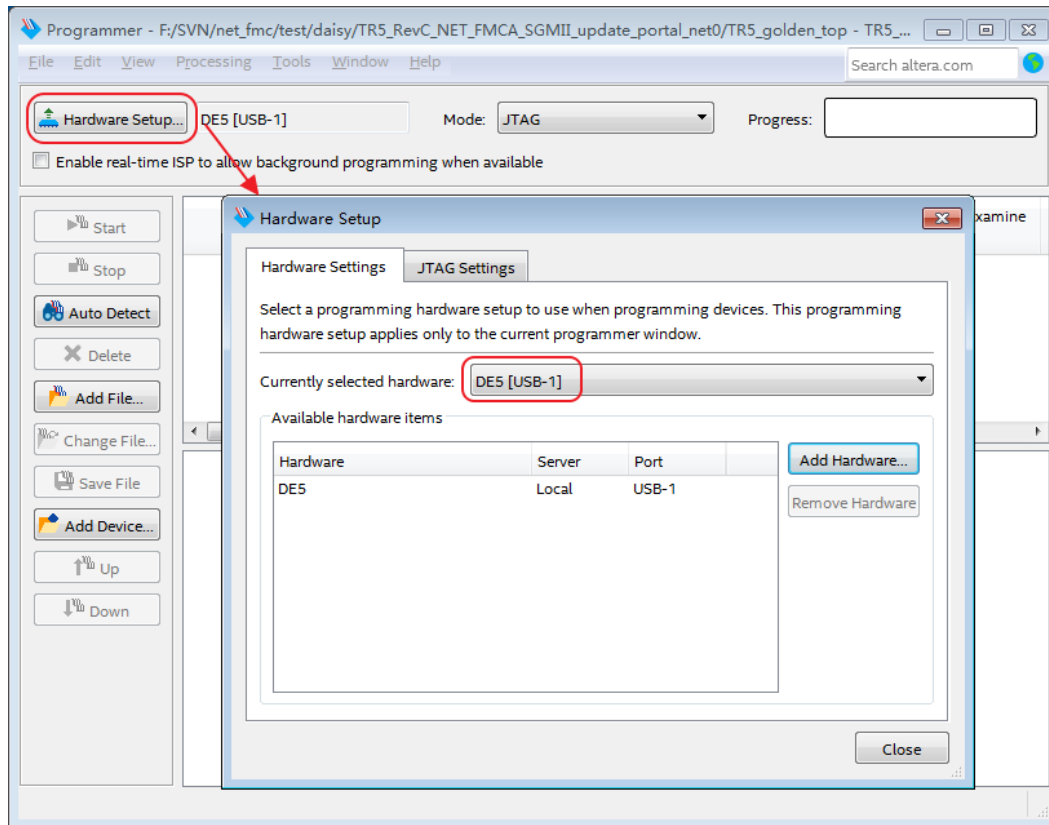 Programmer - F:/SVN/net_fmc/test/daisy/TR5_RevC_NET_FMCA_SGMII_update_portal_net0/TR5_golden_top - TR5_...
File Edit View Processing Tools Window Help
Search altera.com
Hardware Setup... DE5 [USB-1] Mode: JTAG Progress:
Enable real-time ISP to allow background programming when available
Start
Stop
Auto Detect
Delete
Add File...
Change File...
Save File
Add Device...
Up
Down
xamine
Hardware Setup
Hardware Settings JTAG Settings
Select a programming hardware setup to use when programming devices. This programming
hardware setup applies only to the current programmer window.
Currently selected hardware: DE5 [USB-1]
Available hardware items
Hardware Server Port
DE5 Local USB-1
Add Hardware...
Remove Hardware
Close